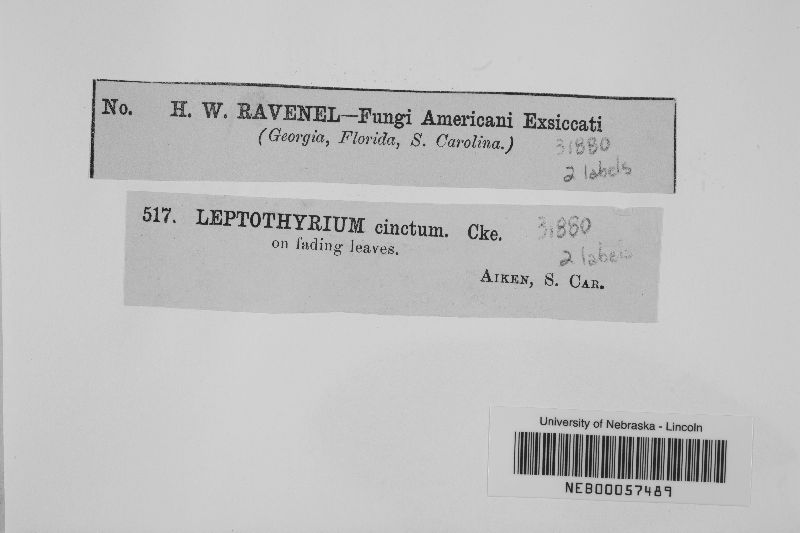 No. H. W. RAVENEL—Fungi Americani Exsiccati
(Georgia, Florida, S. Carolina.)
31880
2 labels
517. LEPTOTHYRIUM cinctum. Cke.
on fading leaves.
31880
2 labels
AIKEN, S. CAR.
University of Nebraska - Lincoln
NEB00057489